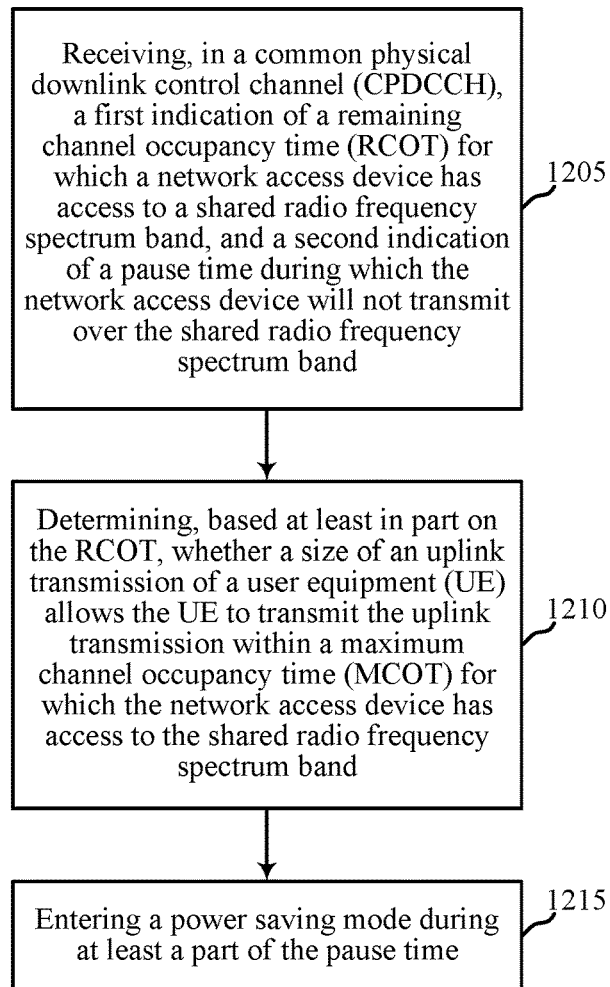 Receiving, in a common physical
downlink control channel (CPDCCH),
a first indication of a remaining
channel occupancy time (RCOT) for
which a network access device has
access to a shared radio frequency
spectrum band, and a second indication
of a pause time during which the
network access device will not transmit
over the shared radio frequency
spectrum band
1205
Determining, based at least in part on
the RCOT, whether a size of an uplink
transmission of a user equipment (UE)
allows the UE to transmit the uplink
transmission within a maximum
channel occupancy time (MCOT) for
which the network access device has
access to the shared radio frequency
spectrum band
1210
Entering a power saving mode during
at least a part of the pause time
1215